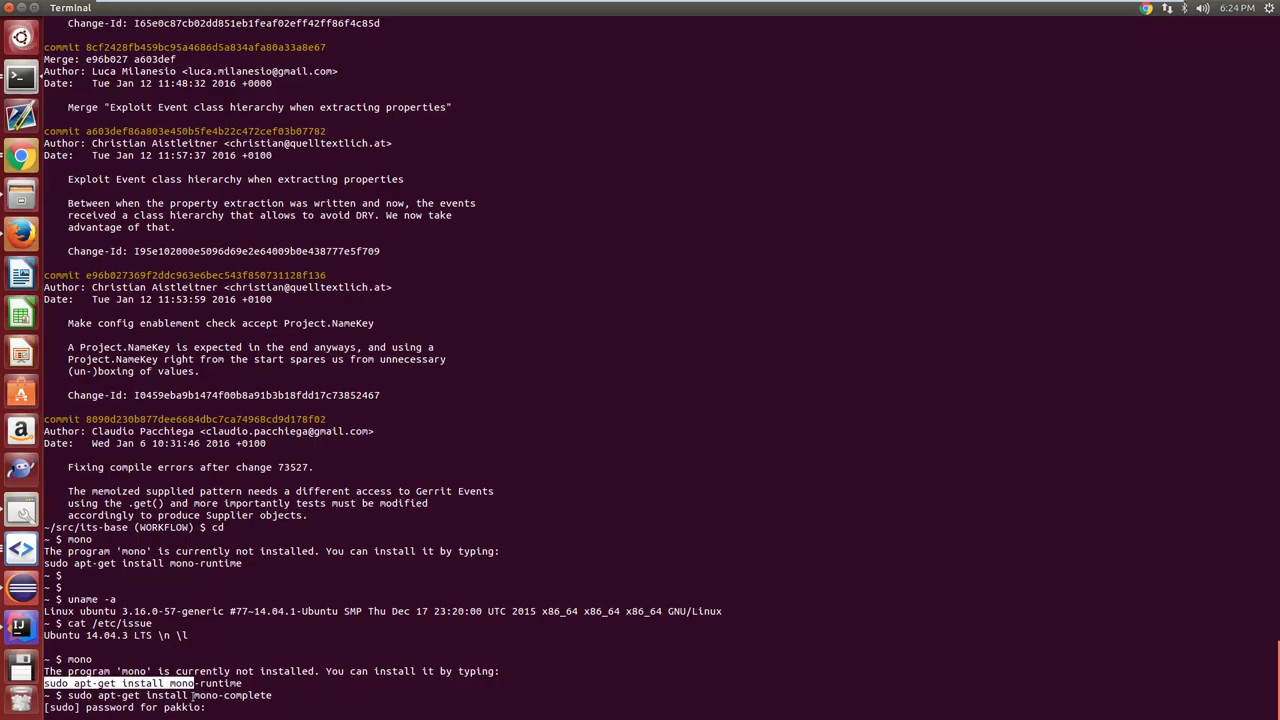 Terminal
6:24 PM
Change-Id: I65e0c87cb02dd851eb1feaf02eff42ff86f4c85d
commit 8cf2428fb459bc95a4686d5a834afa80a33a8e67
Merge: e96b027 a603def
Author: Luca Milanesio <luca.milanesio@gmail.com>
Date:   Tue Jan 12 11:48:32 2016 +0000
Merge "Exploit Event class hierarchy when extracting properties"
commit a603def86a803e450b5fe4b22c472cef03b07782
Author: Christian Aistleitner <christian@quelltextlich.at>
Date:   Tue Jan 12 11:57:37 2016 +0100
Exploit Event class hierarchy when extracting properties
Between when the property extraction was written and now, the events
received a class hierarchy that allows to avoid DRY. We now take
advantage of that.
Change-Id: I95e102000e5096d69e2e64009b0e438777e5f709
commit e96b027369f2ddc963e6bec543f850731128f136
Author: Christian Aistleitner <christian@quelltextlich.at>
Date:   Tue Jan 12 11:53:59 2016 +0100
Make config enablement check accept Project.NameKey
A Project.NameKey is expected in the end anyways, and using a
Project.NameKey right from the start spares us from unnecessary
(un-)boxing of values.
Change-Id: I0459eba9b1474f00b8a91b3b18fdd17c73852467
commit 8090d230b877dee6684dbc7ca74968cd9d178f02
Author: Claudio Pacchiega <claudio.pacchiega@gmail.com>
Date:   Wed Jan 6 10:31:46 2016 +0100
Fixing compile errors after change 73527.
The memoized supplied pattern needs a different access to Gerrit Events
using the .get() and more importantly tests must be modified
accordingly to produce Supplier objects.
~/src/its-base (WORKFLOW) $ cd
~ $ mono
The program 'mono' is currently not installed. You can install it by typing:
sudo apt-get install mono-runtime
~ $
~ $
~ $ uname -a
Linux ubuntu 3.16.0-57-generic #77~14.04.1-Ubuntu SMP Thu Dec 17 23:20:00 UTC 2015 x86_64 x86_64 x86_64 GNU/Linux
~ $ cat /etc/issue
Ubuntu 14.04.3 LTS \n \l
~ $ mono
The program 'mono' is currently not installed. You can install it by typing:
sudo apt-get install mono-runtime
~ $ sudo apt-get install mono-complete
[sudo] password for pakkio: